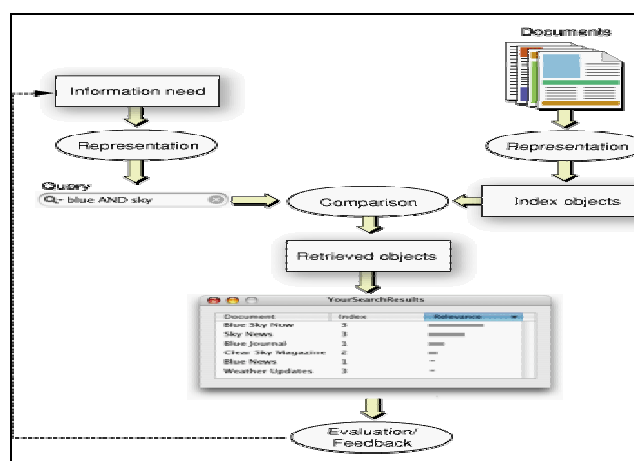 Documents
Information need
Representation
Representation
Query
blue AND sky
Comparison
Index objects
Retrieved objects
YourSearchResults
Document Index Relevance
Blue Sky Now 3
Sky News 3
Blue Journal 1
Clear Sky Magazine 2
Blue News 1
Weather Updates 3
Evaluation/
Feedback